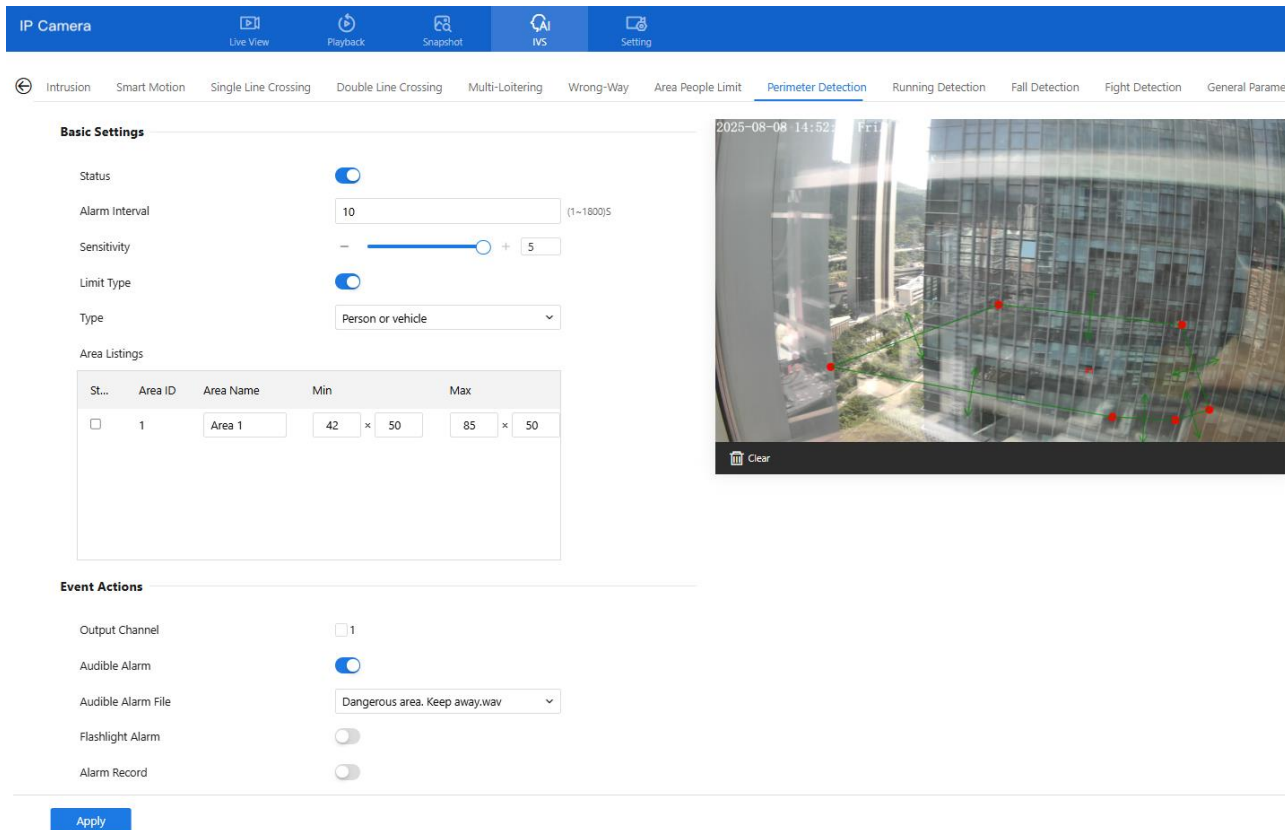 IP Camera
Live View
Playback
Snapshot
AI
IVS
Setting
Intrusion Smart Motion Single Line Crossing Double Line Crossing Multi-Loitering Wrong-Way Area People Limit Perimeter Detection Running Detection Fall Detection Fight Detection General Parame
Basic Settings
2025-08-08 14:52: Fri
Status
Alarm Interval 10 (1~1800)S
Sensitivity − + 5
Limit Type
Type Person or vehicle
Area Listings
St... Area ID Area Name Min Max
1 Area 1 42 × 50 85 × 50
Clear
Event Actions
Output Channel 1
Audible Alarm
Audible Alarm File Dangerous area. Keep away.wav
Flashlight Alarm
Alarm Record
Apply